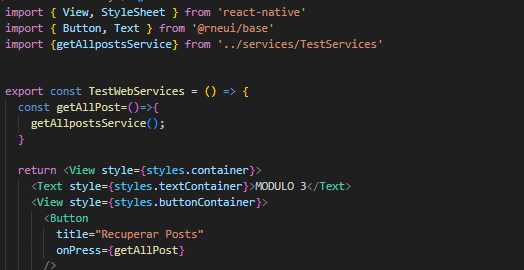 import { View, StyleSheet } from 'react-native'
import { Button, Text } from '@rneui/base'
import {getAllpostsService} from '../services/TestServices'
export const TestWebServices = () => {
const getAllPost=()=>{
getAllpostsService();
}
return <View style={styles.container}>
<Text style={styles.textContainer}>MODULO 3</Text>
<View style={styles.buttonContainer}>
<Button
title="Recuperar Posts"
onPress={getAllPost}
/>